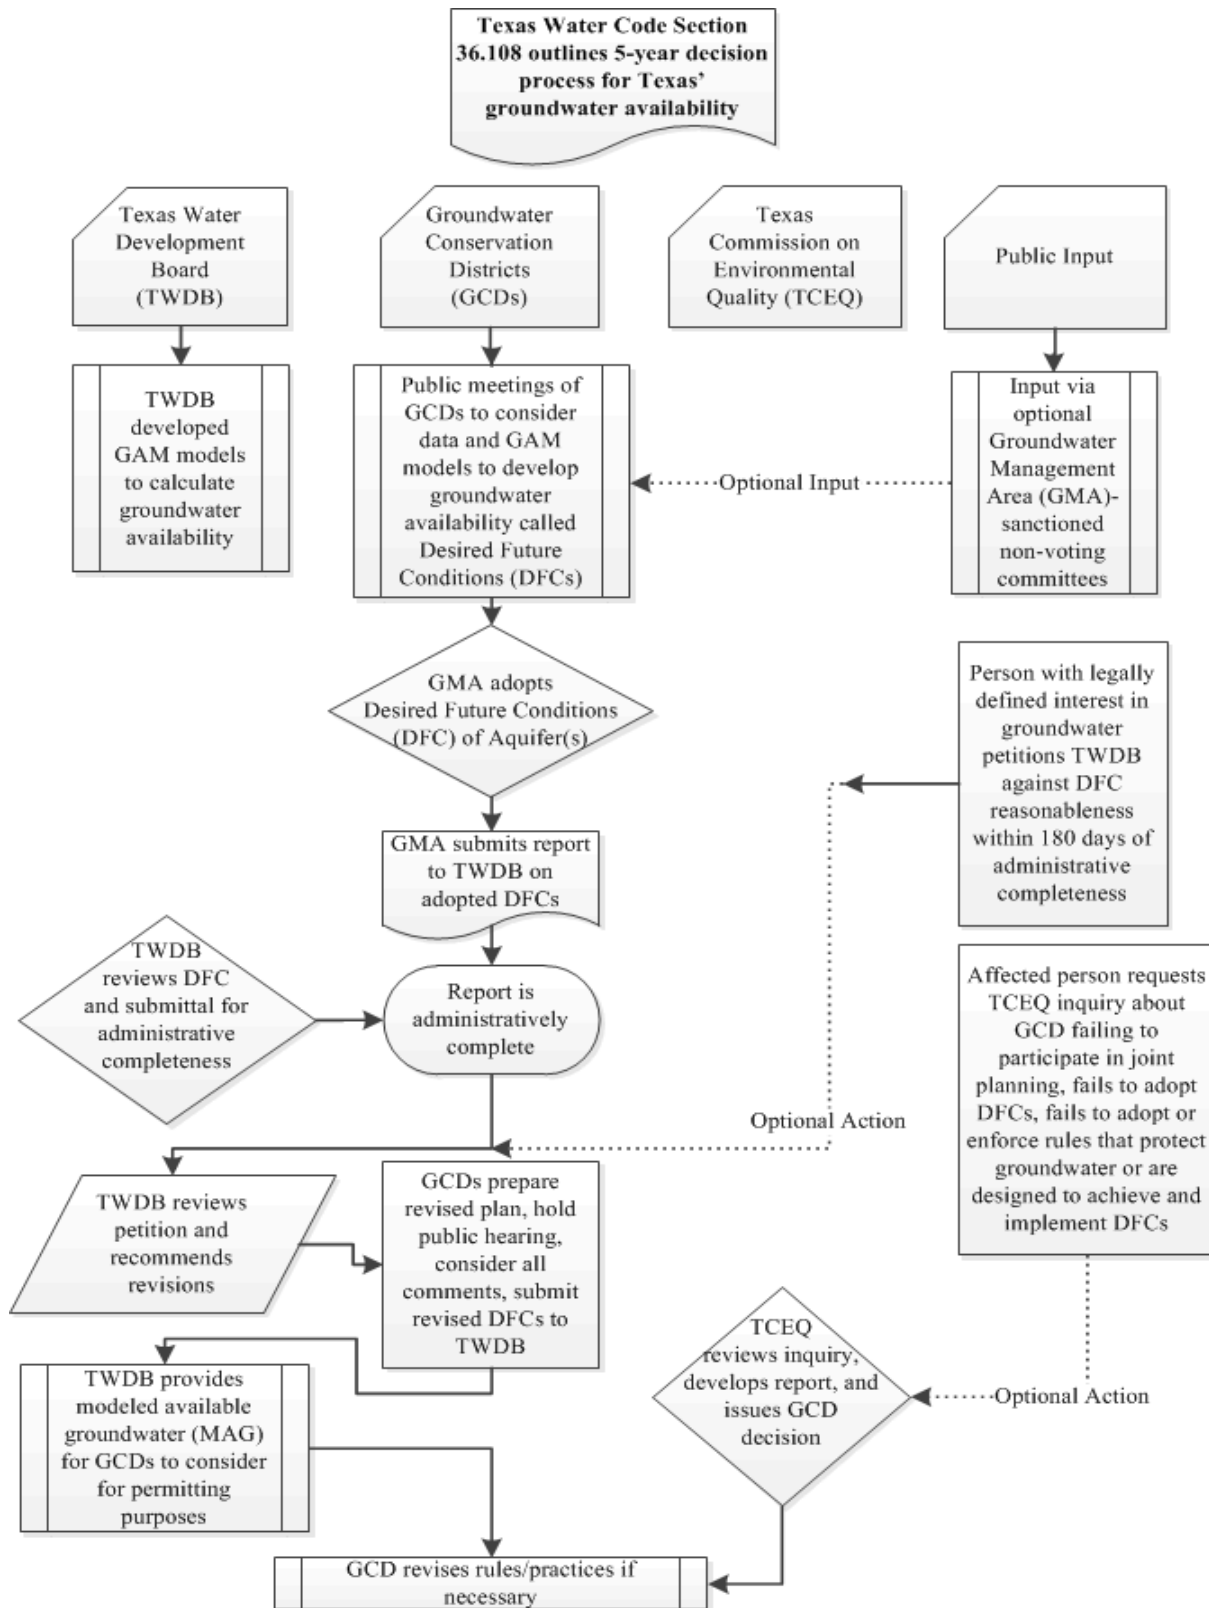 Texas Water Code Section
36.108 outlines 5-year decision
process for Texas’
groundwater availability
Texas Water
Development
Board
(TWDB)
Groundwater
Conservation
Districts
(GCDs)
Texas
Commission on
Environmental
Quality (TCEQ)
Public Input
TWDB
developed
GAM models
to calculate
groundwater
availability
Public meetings of
GCDs to consider
data and GAM
models to develop
groundwater
availability called
Desired Future
Conditions (DFCs)
Optional Input
Input via
optional
Groundwater
Management
Area (GMA)-
sanctioned
non-voting
committees
GMA adopts
Desired Future Conditions
(DFC) of Aquifer(s)
Person with legally
defined interest in
groundwater
petitions TWDB
against DFC
reasonableness
within 180 days of
administrative
completeness
GMA submits report
to TWDB on
adopted DFCs
TWDB
reviews DFC
and submittal for
administrative
completeness
Report is
administratively
complete
Affected person requests
TCEQ inquiry about
GCD failing to
participate in joint
planning, fails to adopt
DFCs, fails to adopt or
enforce rules that protect
groundwater or are
designed to achieve and
implement DFCs
Optional Action
TWDB reviews
petition and
recommends
revisions
GCDs prepare
revised plan, hold
public hearing,
consider all
comments, submit
revised DFCs to
TWDB
TCEQ
reviews inquiry,
develops report, and
issues GCD
decision
Optional Action
TWDB provides
modeled available
groundwater (MAG)
for GCDs to consider
for permitting
purposes
GCD revises rules/practices if
necessary